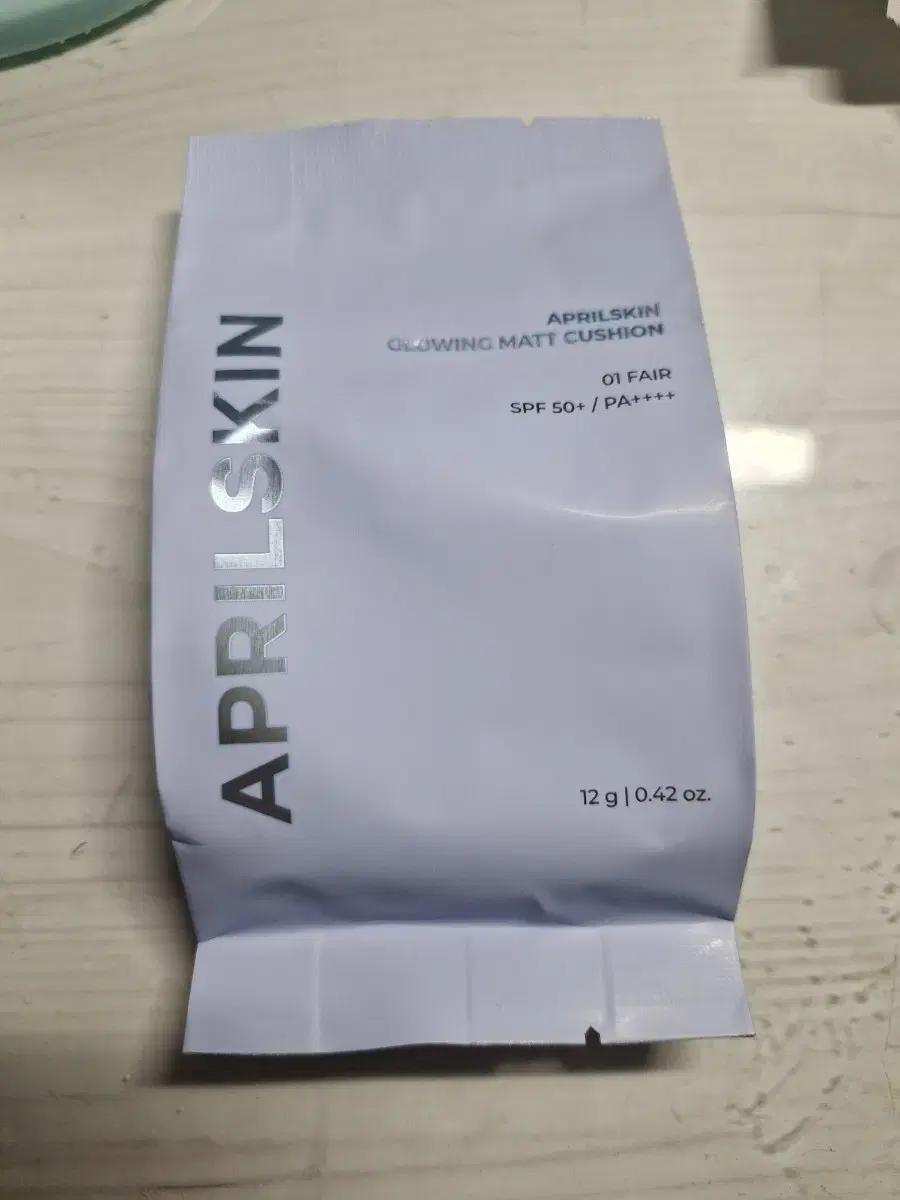 APRILSKIN
APRILSKIN
GLOWING MATT CUSHION
01 FAIR
SPF 50+ / PA++++
12 g | 0.42 oz.